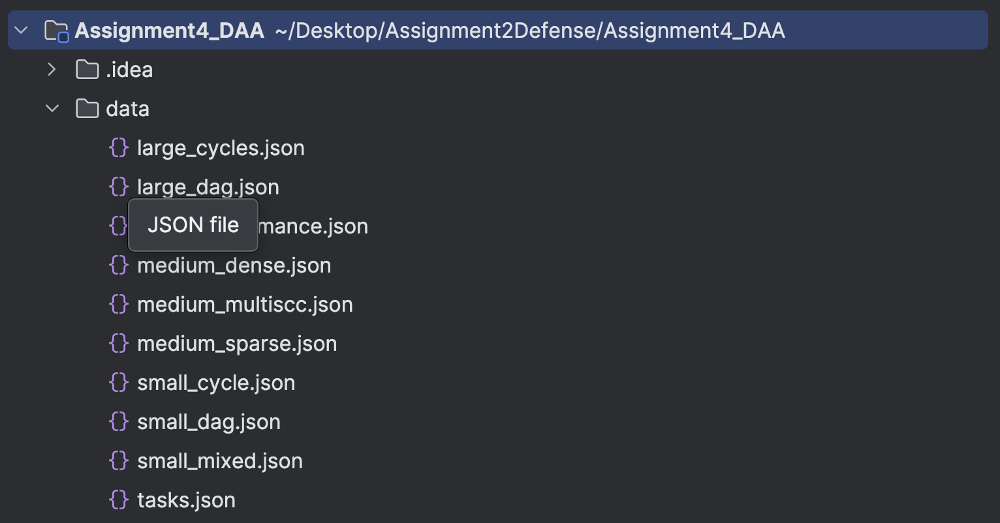 Assignment4_DAA ~/Desktop/Assignment2Defense/Assignment4_DAA
.idea
data
{} large_cycles.json
{} large_dag.json
JSON file
{} mance.json
{} medium_dense.json
{} medium_multiscc.json
{} medium_sparse.json
{} small_cycle.json
{} small_dag.json
{} small_mixed.json
{} tasks.json